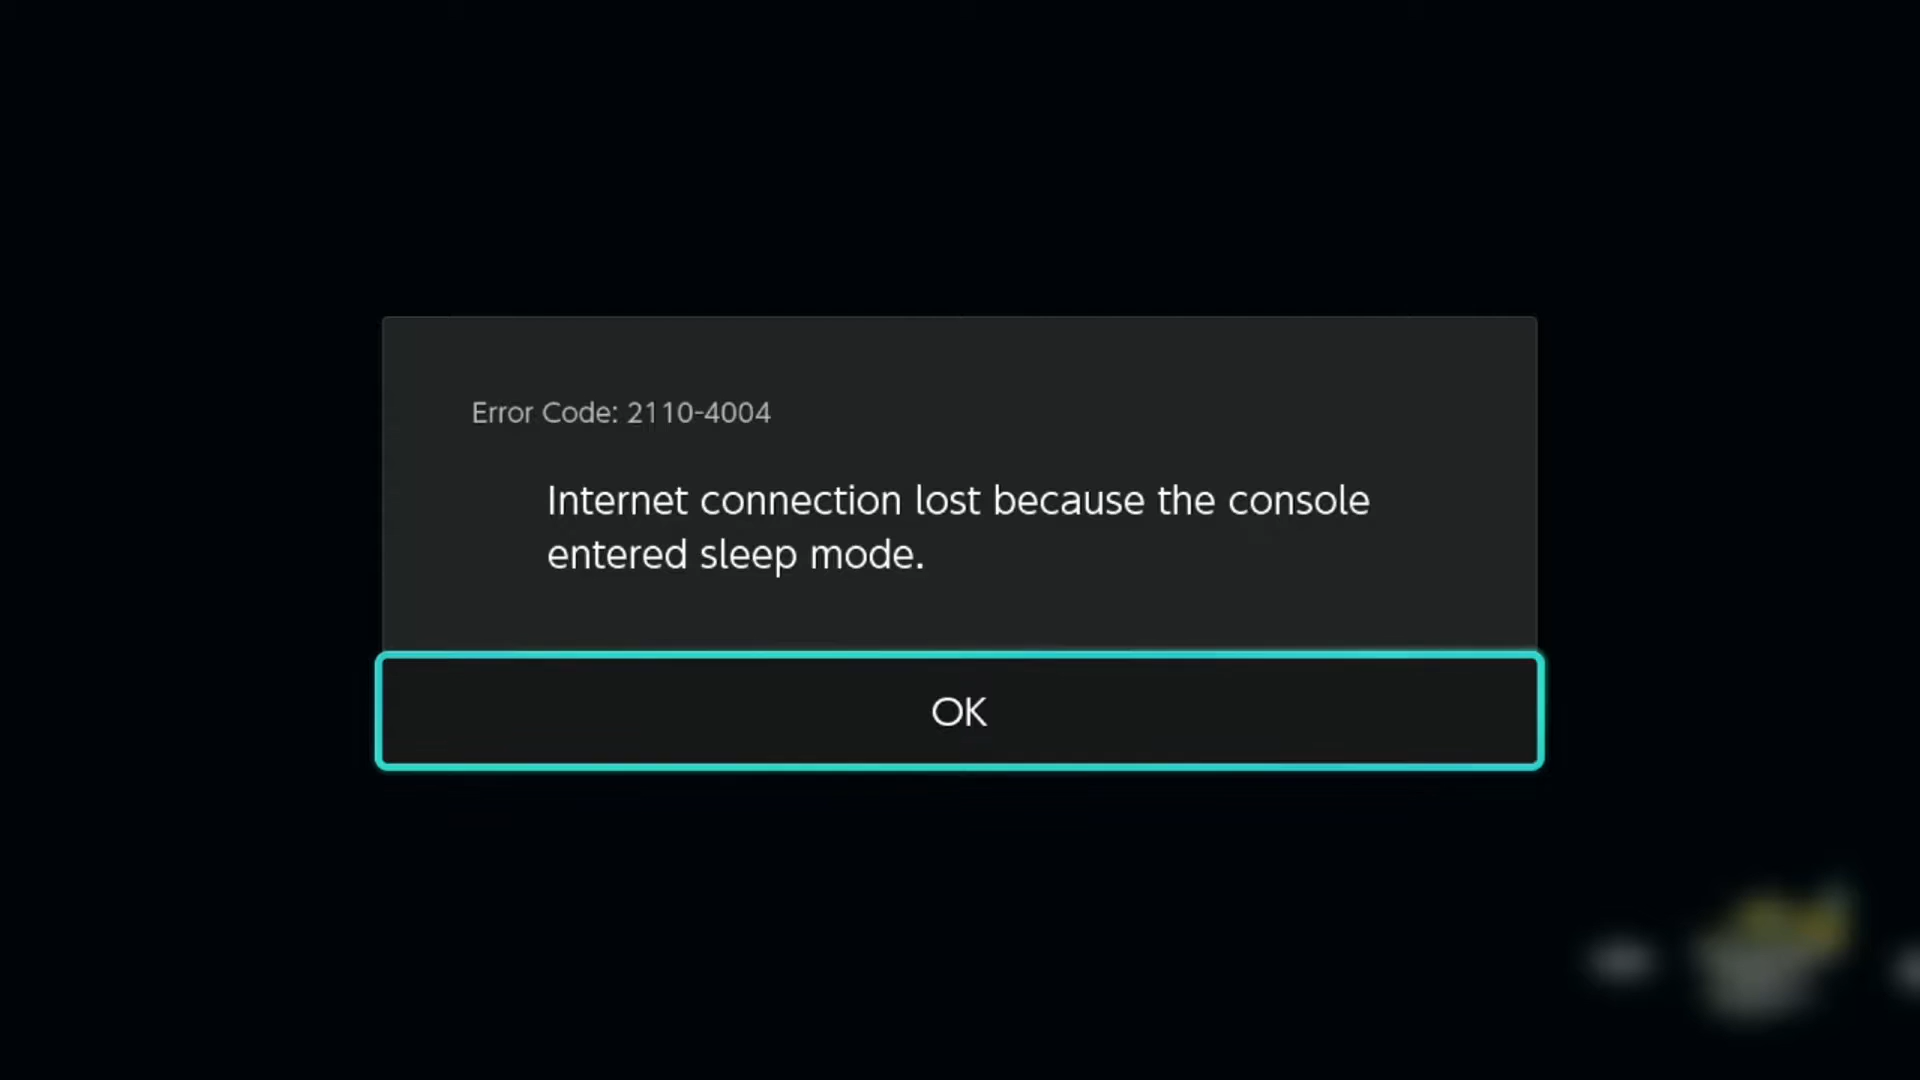 Error Code: 2110-4004
Internet connection lost because the console
entered sleep mode.
OK